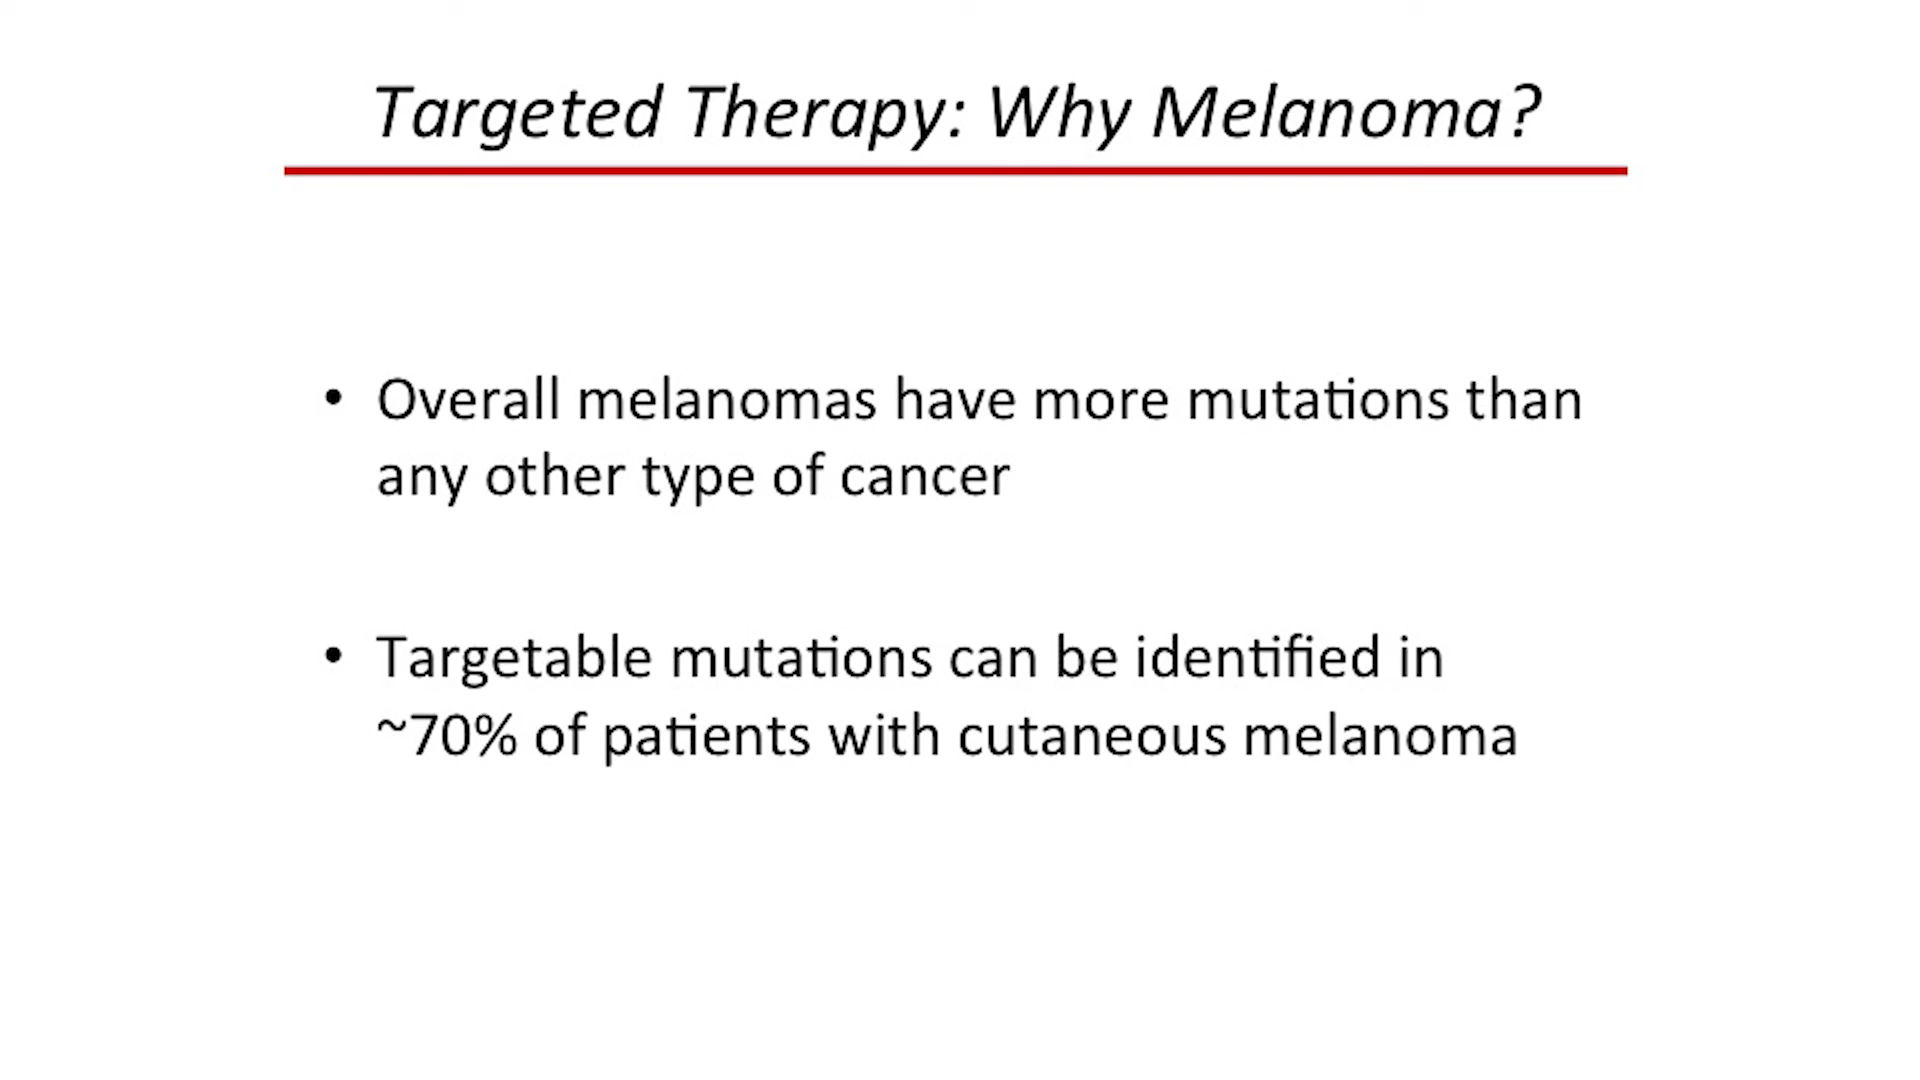 Targeted Therapy: Why Melanoma?
• Overall melanomas have more mutations than
any other type of cancer
• Targetable mutations can be identified in
~70% of patients with cutaneous melanoma